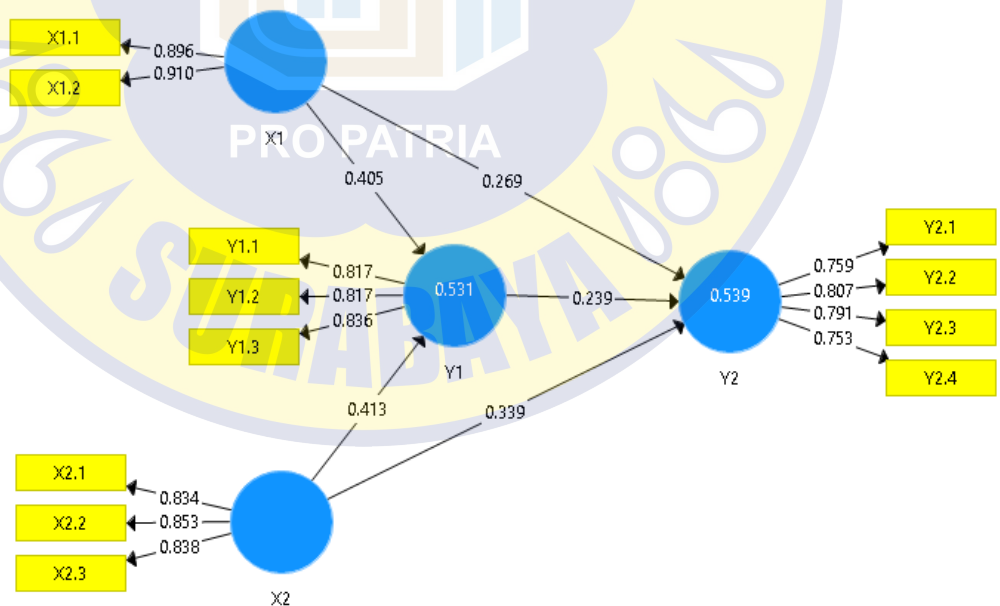 X1.1
0.896
X1.2
0.910
X1
PRO PATRIA
0.405
0.269
Y1.1
0.817
Y1.2
0.817
Y1.3
0.836
0.531
Y1
0.239
0.539
Y2
Y2.1
0.759
Y2.2
0.807
Y2.3
0.791
Y2.4
0.753
SURABAYA
0.413
0.339
X2.1
0.834
X2.2
0.853
X2.3
0.838
X2